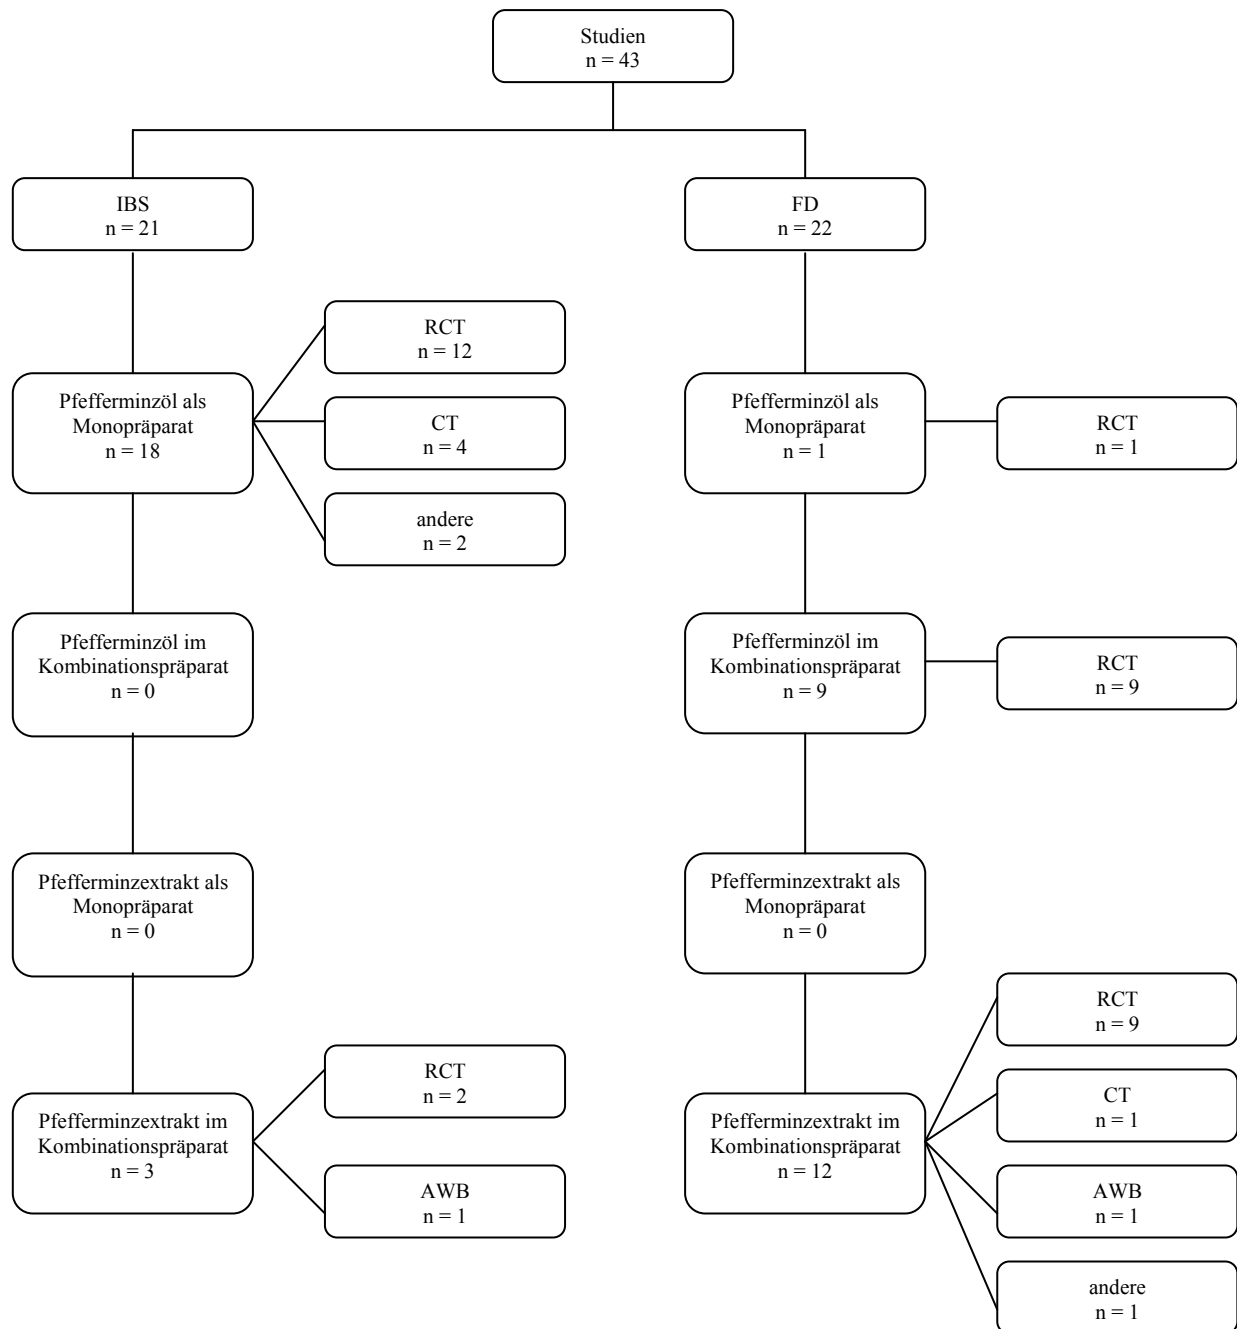 Studien
n = 43
IBS
n = 21
FD
n = 22
RCT
n = 12
Pfefferminzöl als
Monopräparat
n = 18
CT
n = 4
andere
n = 2
Pfefferminzöl als
Monopräparat
n = 1
RCT
n = 1
Pfefferminzöl im
Kombinationspräparat
n = 0
Pfefferminzöl im
Kombinationspräparat
n = 9
RCT
n = 9
Pfefferminzextrakt als
Monopräparat
n = 0
Pfefferminzextrakt als
Monopräparat
n = 0
Pfefferminzextrakt im
Kombinationspräparat
n = 3
RCT
n = 2
AWB
n = 1
Pfefferminzextrakt im
Kombinationspräparat
n = 12
RCT
n = 9
CT
n = 1
AWB
n = 1
andere
n = 1